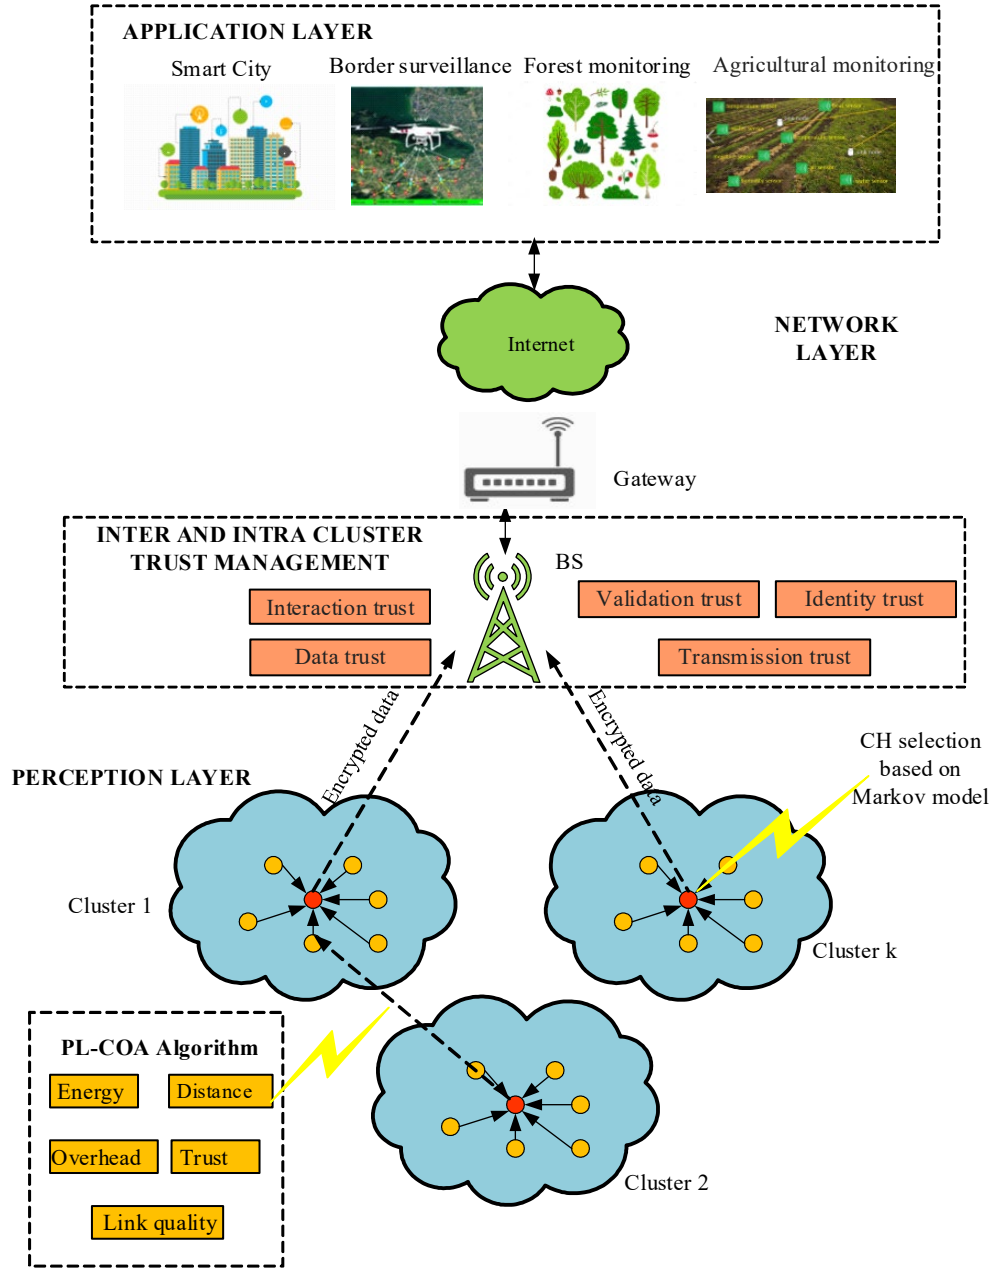 APPLICATION LAYER
Smart City
Border surveillance
Forest monitoring
Agricultural monitoring
Internet
NETWORK
LAYER
Gateway
INTER AND INTRA CLUSTER
TRUST MANAGEMENT
BS
Interaction trust
Data trust
Validation trust
Identity trust
Transmission trust
Encrypted data
Encrypted data
CH selection
based on
Markov model
PERCEPTION LAYER
Cluster 1
Cluster k
PL-COA Algorithm
Energy
Distance
Overhead
Trust
Link quality
Cluster 2